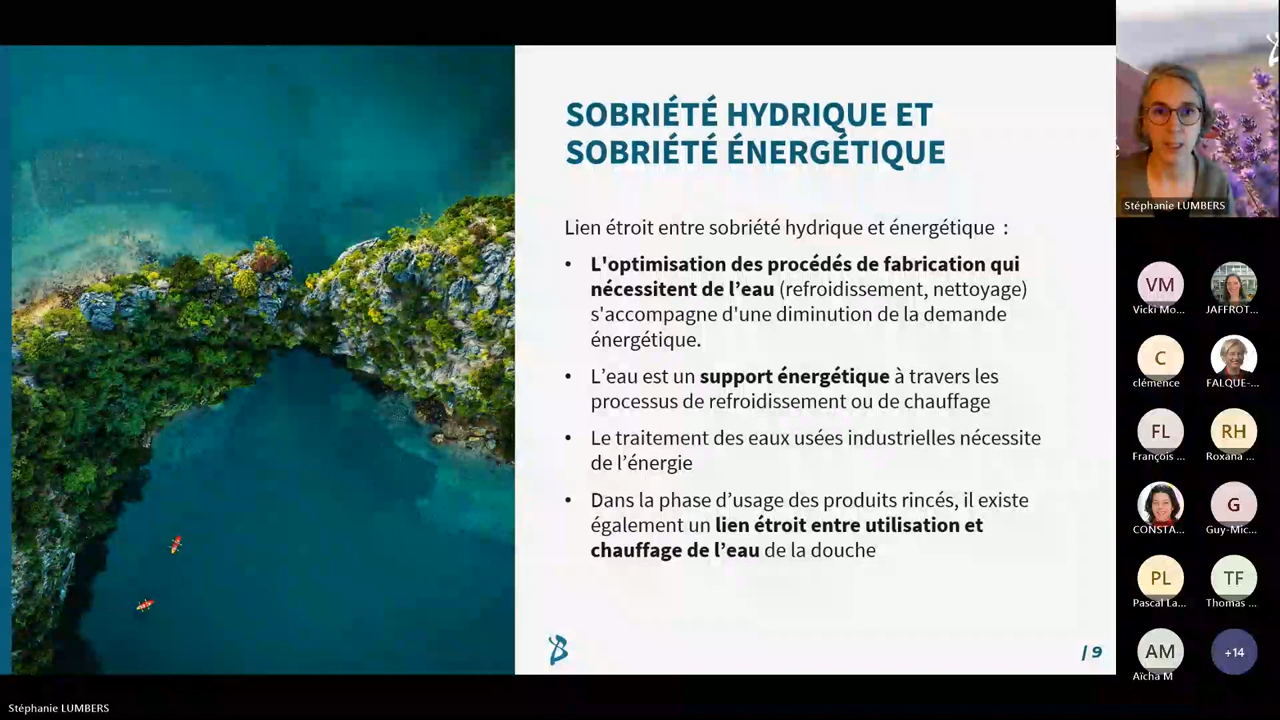 SOBRIÉTÉ HYDRIQUE ET
SOBRIÉTÉ ÉNERGÉTIQUE
Lien étroit entre sobriété hydrique et énergétique :
• L'optimisation des procédés de fabrication qui
nécessitent de l’eau (refroidissement, nettoyage)
s'accompagne d'une diminution de la demande
énergétique.
• L’eau est un support énergétique à travers les
processus de refroidissement ou de chauffage
• Le traitement des eaux usées industrielles nécessite
de l’énergie
• Dans la phase d’usage des produits rincés, il existe
également un lien étroit entre utilisation et
chauffage de l’eau de la douche
/ 9
Stéphanie LUMBERS
VM
Vicki Mo...
JAFFROT...
C
clémence
FALQUE-...
FL
François ...
RH
Roxana ...
CONSTA...
G
Guy-Mic...
PL
Pascal La...
TF
Thomas ...
AM
Aïcha M
+14
Stéphanie LUMBERS